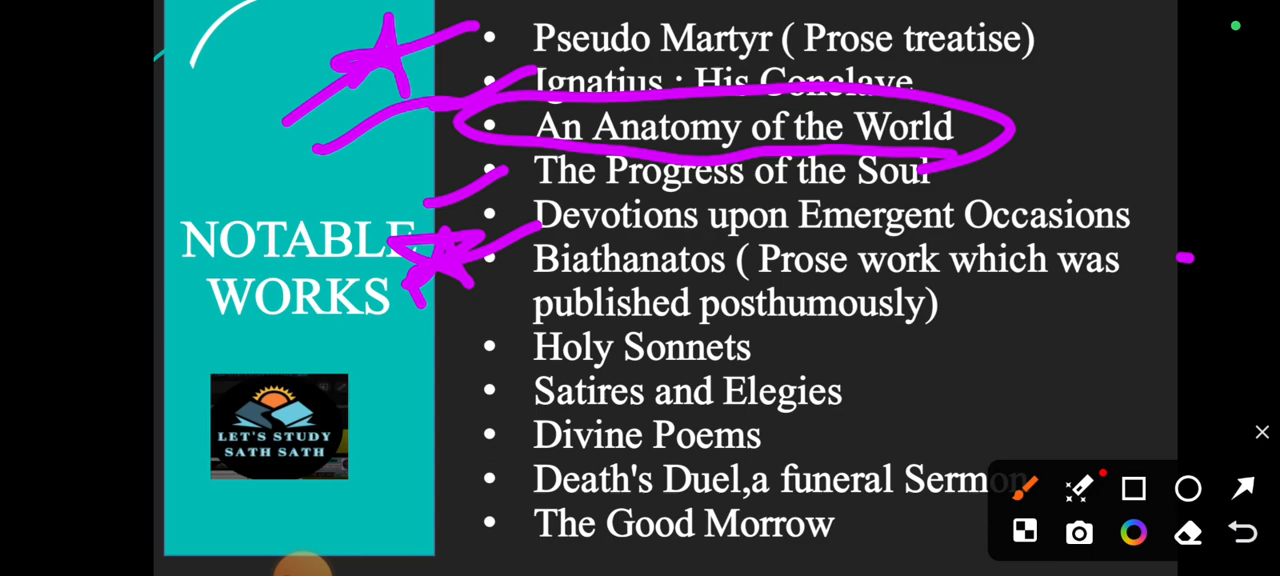 • Pseudo Martyr ( Prose treatise)
• Ignatius : His Conclave
• An Anatomy of the World
• The Progress of the Soul
• Devotions upon Emergent Occasions
• Biathanatos ( Prose work which was
published posthumously)
• Holy Sonnets
• Satires and Elegies
• Divine Poems
• Death's Duel,a funeral Sermon
• The Good Morrow
NOTABLE
WORKS
LET'S STUDY
SATH SATH